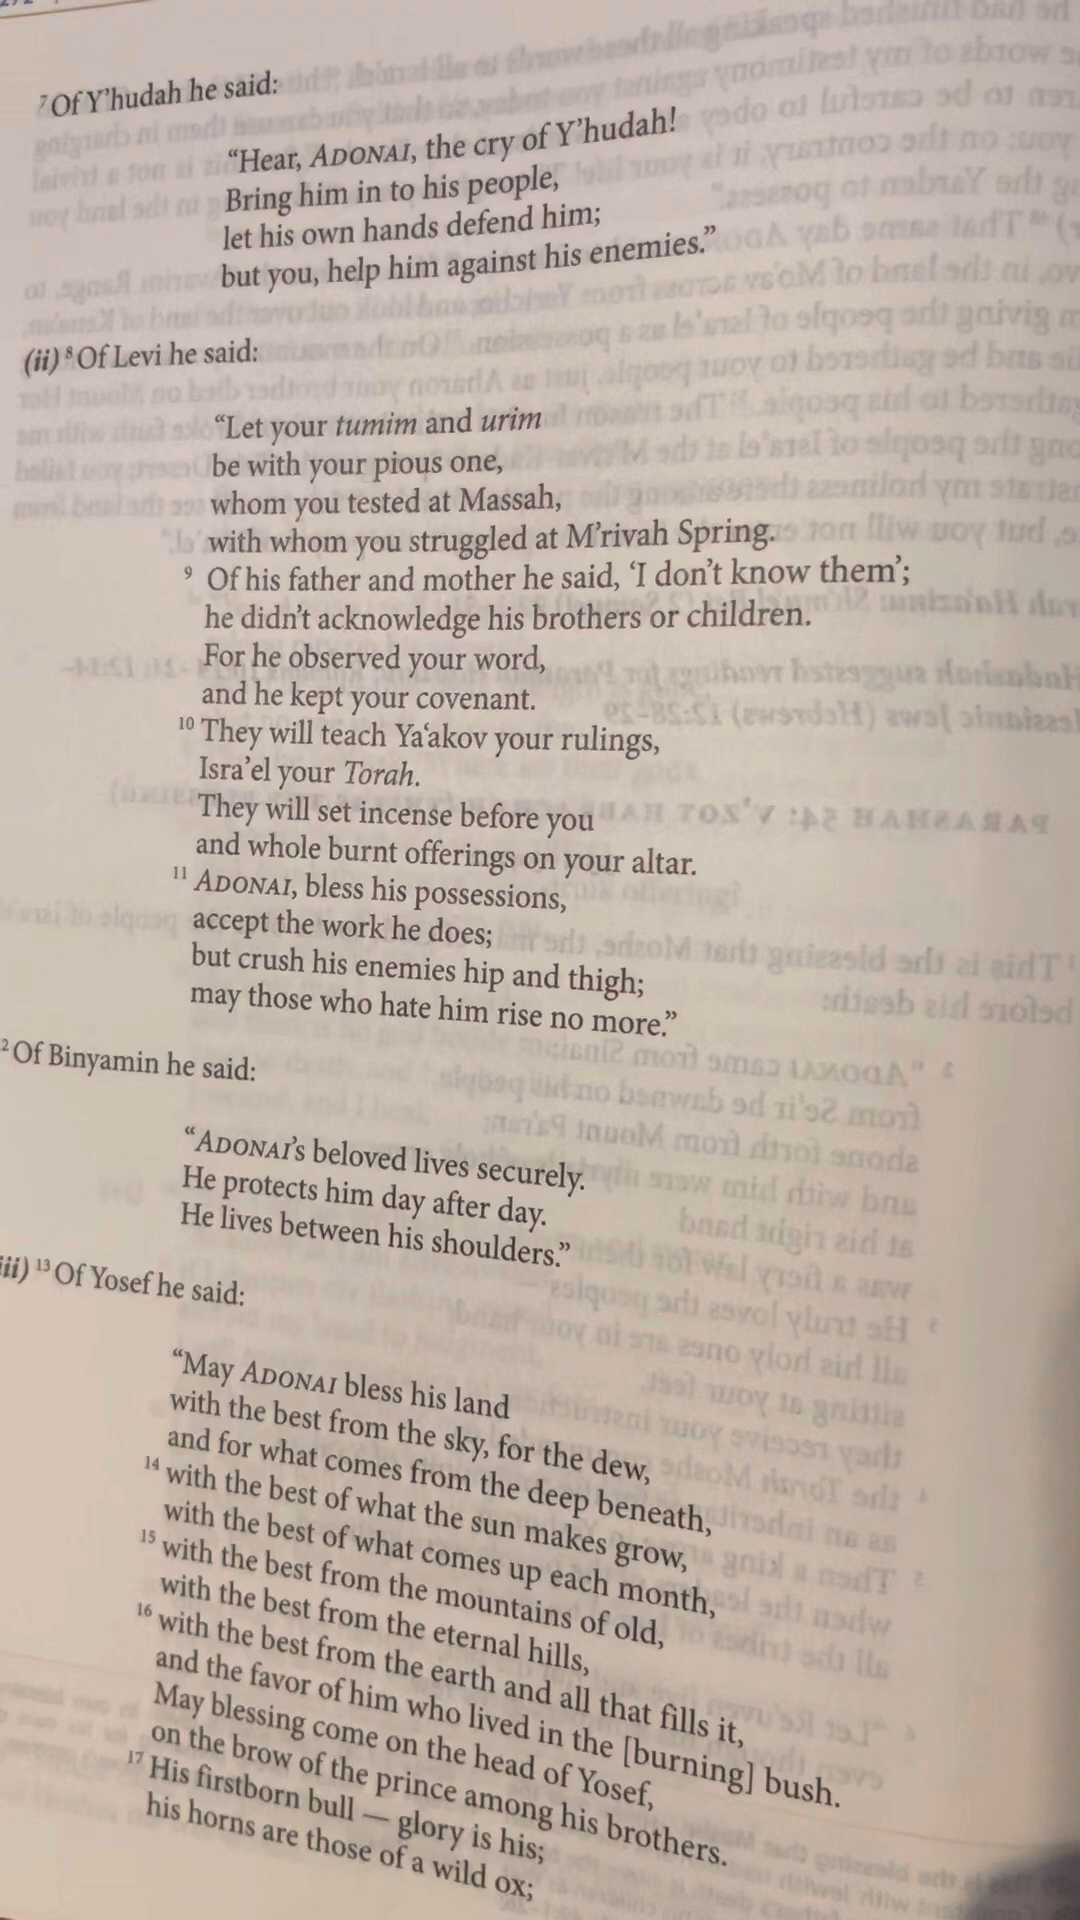 ⁷Of Y’hudah he said:
“Hear, ADONAI, the cry of Y’hudah!
Bring him in to his people,
let his own hands defend him;
but you, help him against his enemies.”
(ii) ⁸Of Levi he said:
“Let your tumim and urim
be with your pious one,
whom you tested at Massah,
with whom you struggled at M’rivah Spring.
⁹ Of his father and mother he said, ‘I don’t know them’;
he didn’t acknowledge his brothers or children.
For he observed your word,
and he kept your covenant.
¹⁰ They will teach Ya‘akov your rulings,
Isra’el your Torah.
They will set incense before you
and whole burnt offerings on your altar.
¹¹ ADONAI, bless his possessions,
accept the work he does;
but crush his enemies hip and thigh;
may those who hate him rise no more.”
² Of Binyamin he said:
“ADONAI’s beloved lives securely.
He protects him day after day.
He lives between his shoulders.”
iii) ¹³Of Yosef he said:
“May ADONAI bless his land
with the best from the sky, for the dew,
and for what comes from the deep beneath,
¹⁴ with the best of what the sun makes grow,
with the best of what comes up each month,
¹⁵ with the best from the mountains of old,
with the best from the eternal hills,
¹⁶ with the best from the earth and all that fills it,
and the favor of him who lived in the [burning] bush.
May blessing come on the head of Yosef,
on the brow of the prince among his brothers.
¹⁷ His firstborn bull — glory is his;
his horns are those of a wild ox;